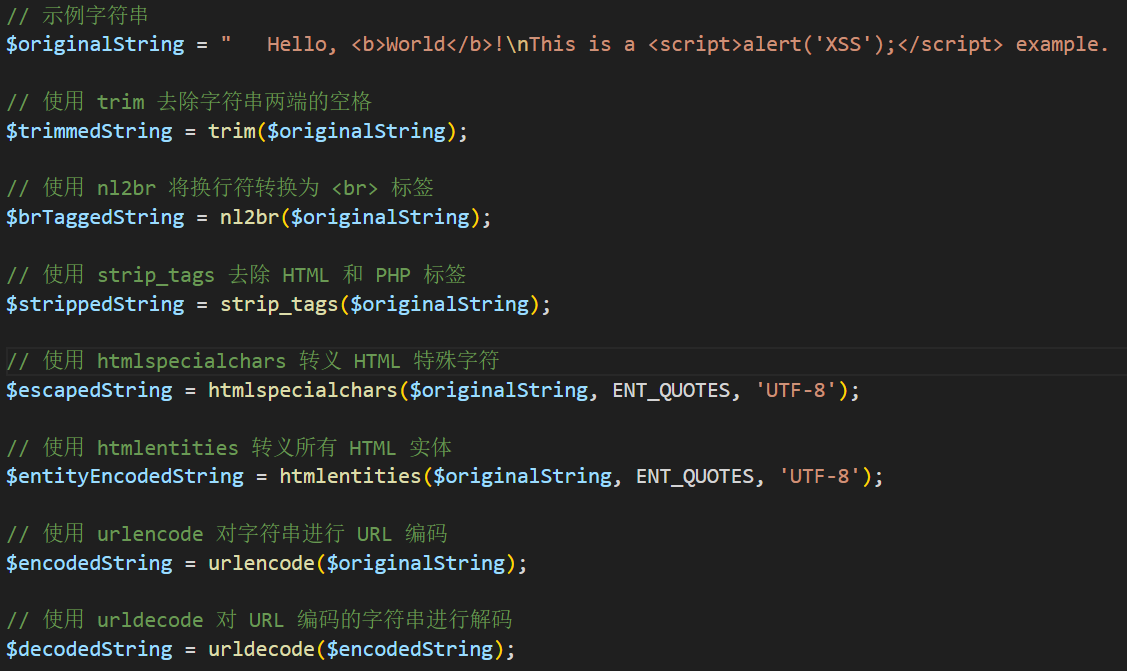 // 示例字符串
$originalString = "   Hello, <b>World</b>!\nThis is a <script>alert('XSS');</script> example.
// 使用 trim 去除字符串两端的空格
$trimmedString = trim($originalString);
// 使用 nl2br 将换行符转换为 <br> 标签
$brTaggedString = nl2br($originalString);
// 使用 strip_tags 去除 HTML 和 PHP 标签
$strippedString = strip_tags($originalString);
// 使用 htmlspecialchars 转义 HTML 特殊字符
$escapedString = htmlspecialchars($originalString, ENT_QUOTES, 'UTF-8');
// 使用 htmlentities 转义所有 HTML 实体
$entityEncodedString = htmlentities($originalString, ENT_QUOTES, 'UTF-8');
// 使用 urlencode 对字符串进行 URL 编码
$encodedString = urlencode($originalString);
// 使用 urldecode 对 URL 编码的字符串进行解码
$decodedString = urldecode($encodedString);